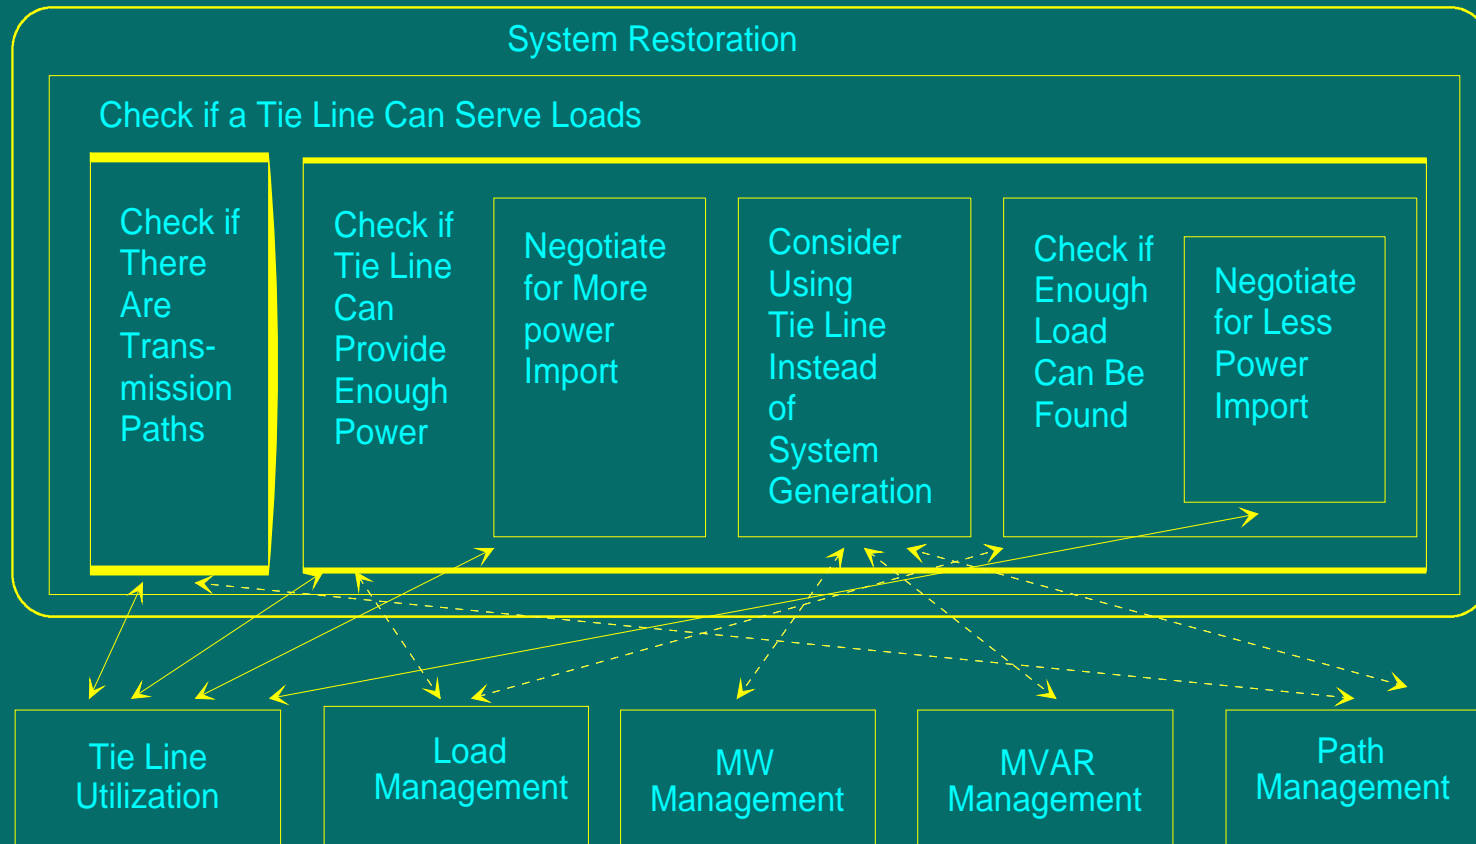 System Restoration
Check if a Tie Line Can Serve Loads
Check if
There
Are
Trans-
mission
Paths
Check if
Tie Line
Can
Provide
Enough
Power
Negotiate
for More
power
Import
Consider
Using
Tie Line
Instead
of
System
Generation
Check if
Enough
Load
Can Be
Found
Negotiate
for Less
Power
Import
Tie Line
Utilization
Load
Management
MW
Management
MVAR
Management
Path
Management